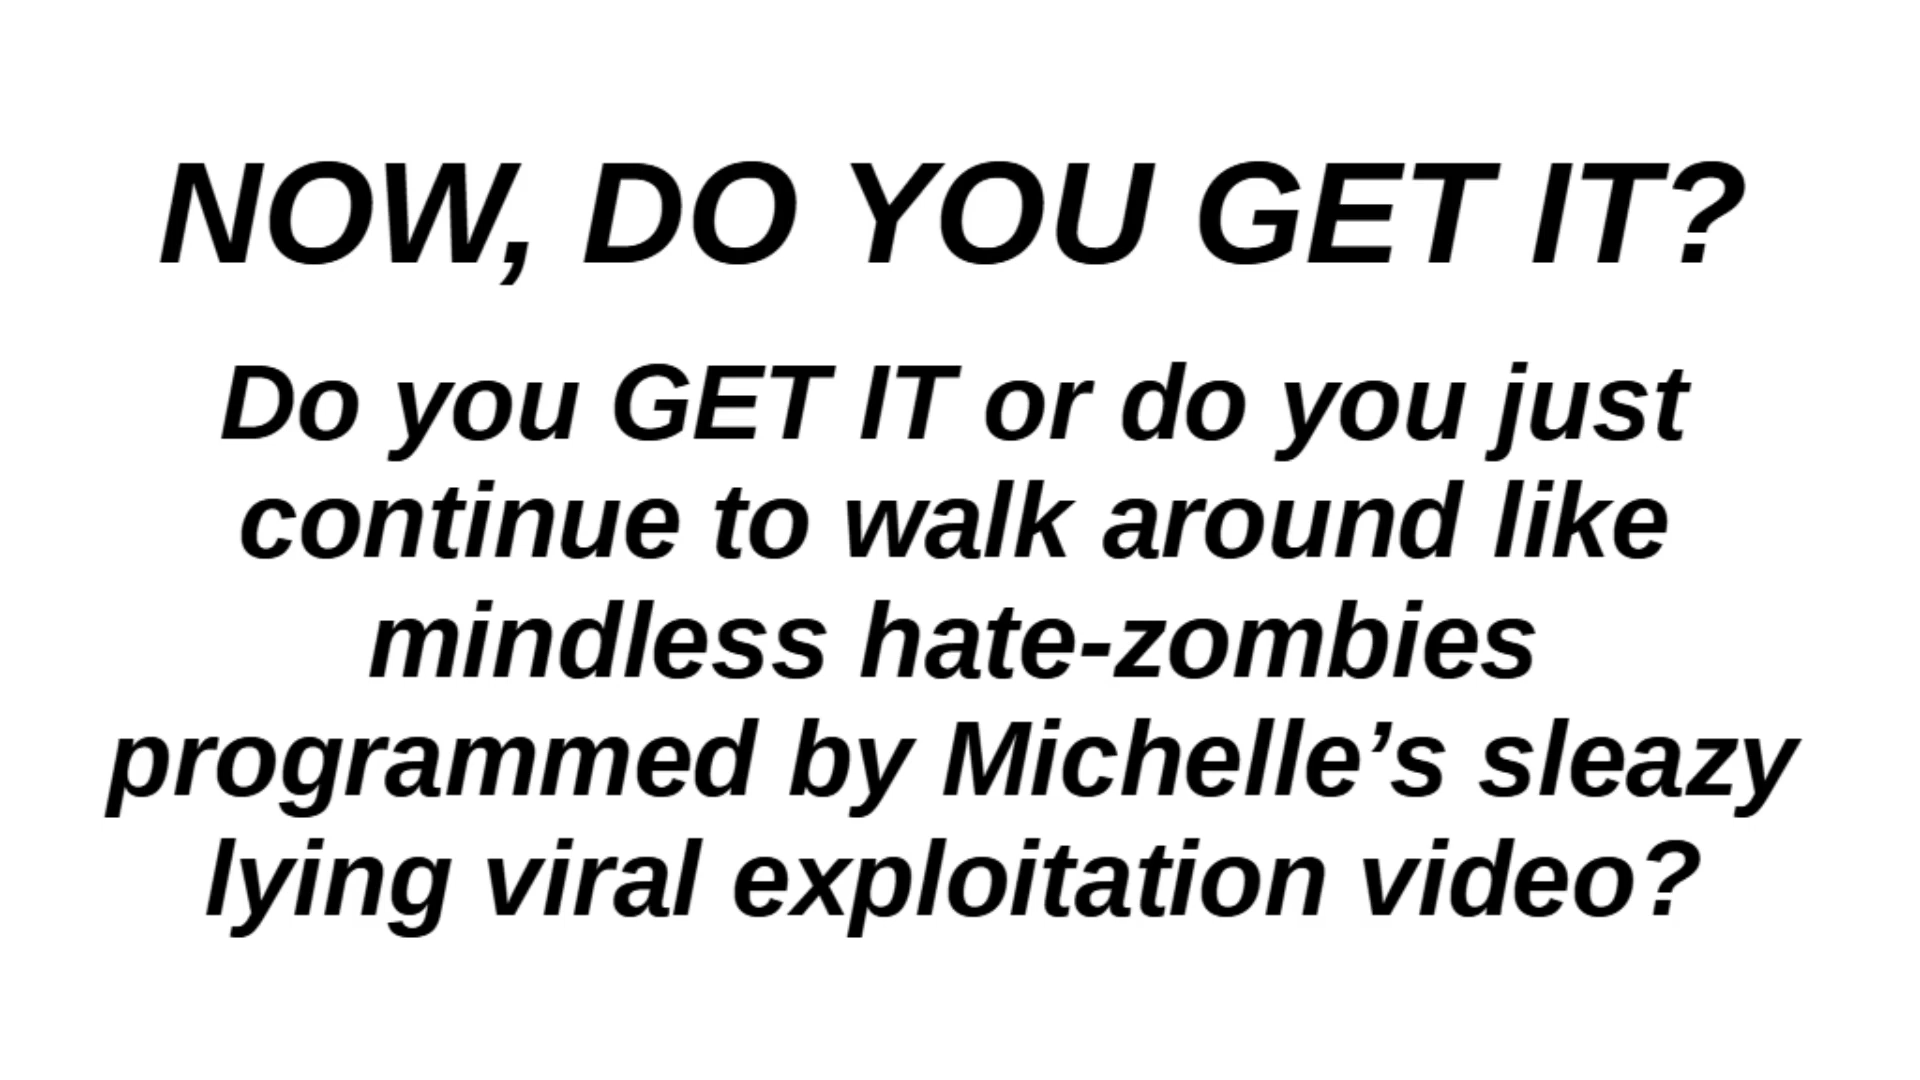 NOW, DO YOU GET IT?
Do you GET IT or do you just
continue to walk around like
mindless hate-zombies
programmed by Michelle’s sleazy
lying viral exploitation video?